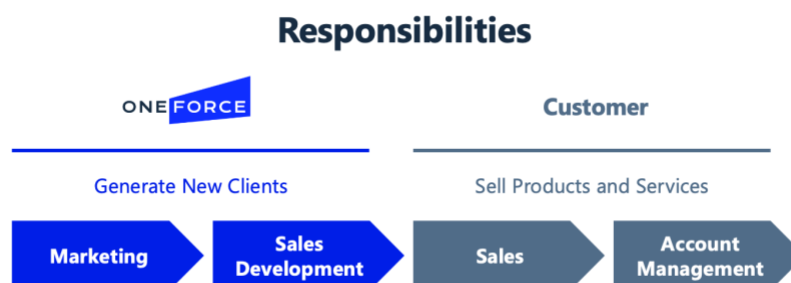 Responsibilities
ONEFORCE
Customer
Generate New Clients
Sell Products and Services
Marketing
Sales
Development
Sales
Account
Management